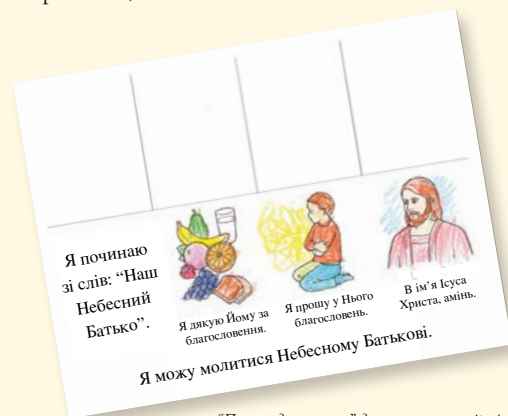 Я починаю
зі слів: “Наш
Небесний
Батько”.
Я дякую Йому за
благословення.
Я прошу у Нього
благословень.
В ім’я Ісуса
Христа, амінь.
Я можу молитися Небесному Батькові.